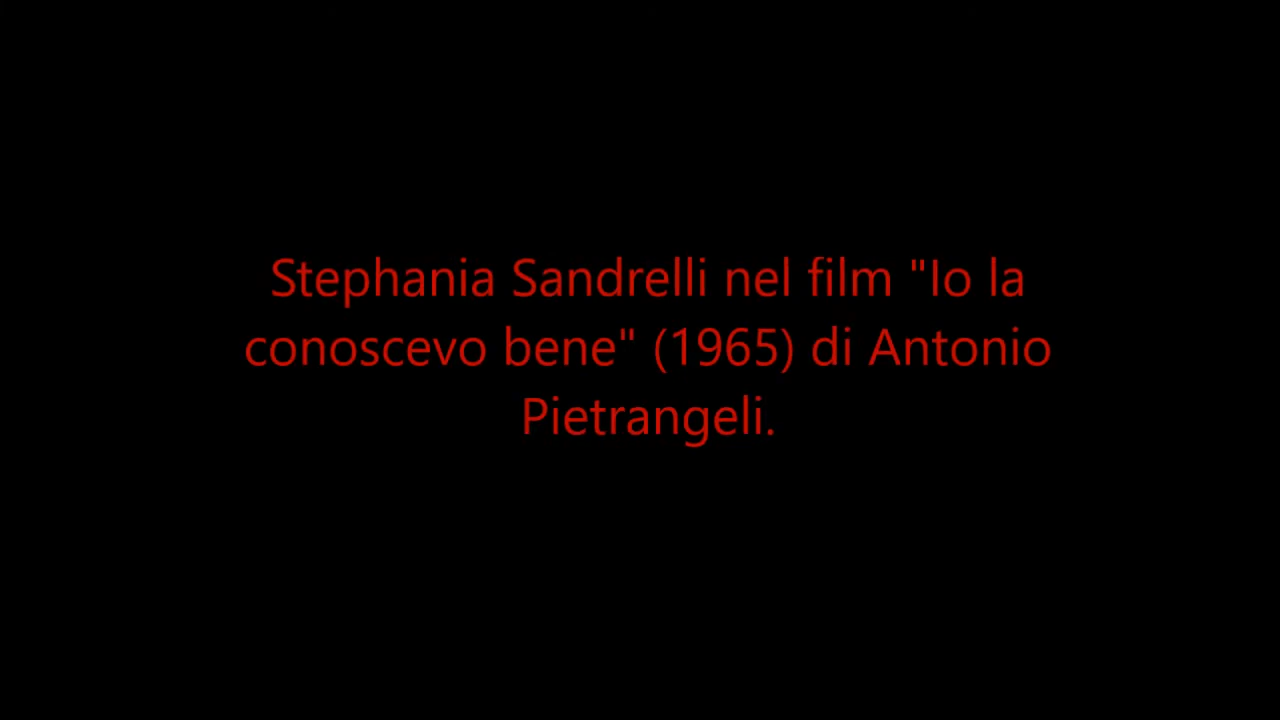 Stephania Sandrelli nel film "Io la
conoscevo bene" (1965) di Antonio
Pietrangeli.